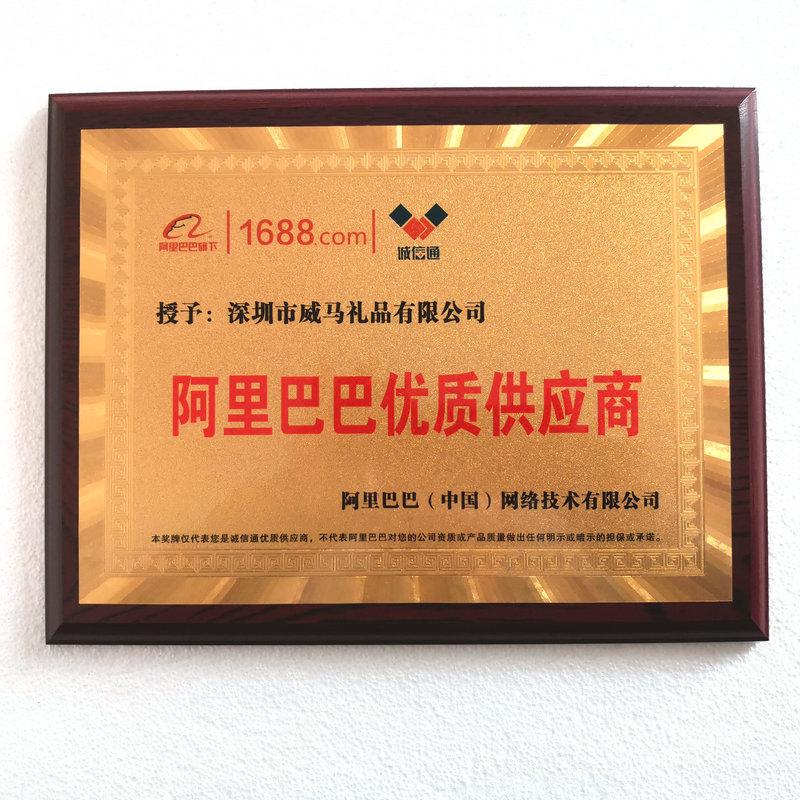 阿里巴巴旗下 1688.com 诚信通
授予：深圳市威马礼品有限公司
阿里巴巴优质供应商
阿里巴巴（中国）网络技术有限公司
本奖牌仅代表您是诚信通优质供应商，不代表阿里巴巴对您的公司资质或产品质量做出任何明示或暗示的担保或承诺。